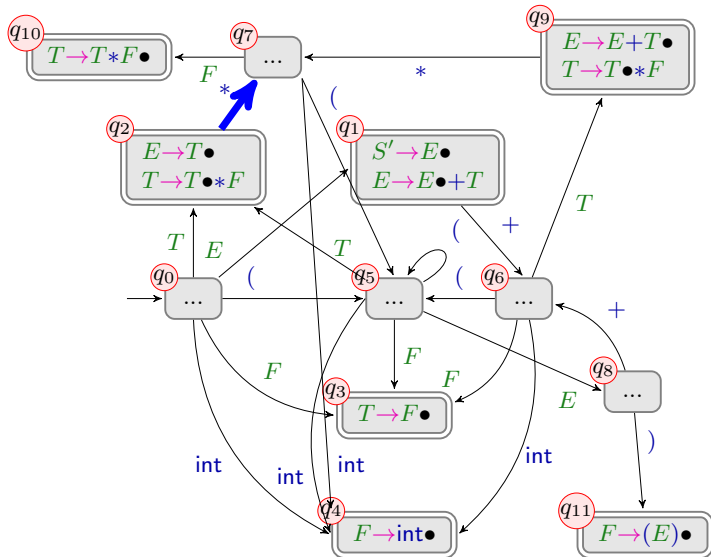 q10
T→T*F●
q7
...
q9
E→E+T●
T→T●*F
F
*
(
*
q2
E→T●
T→T●*F
q1
S′→E●
E→E●+T
T
E
T
(
+
T
q0
...
(
q5
...
(
q6
...
+
F
F
F
q8
...
q3
T→F●
E
int
int
int
int
)
q4
F→int●
q11
F→(E)●